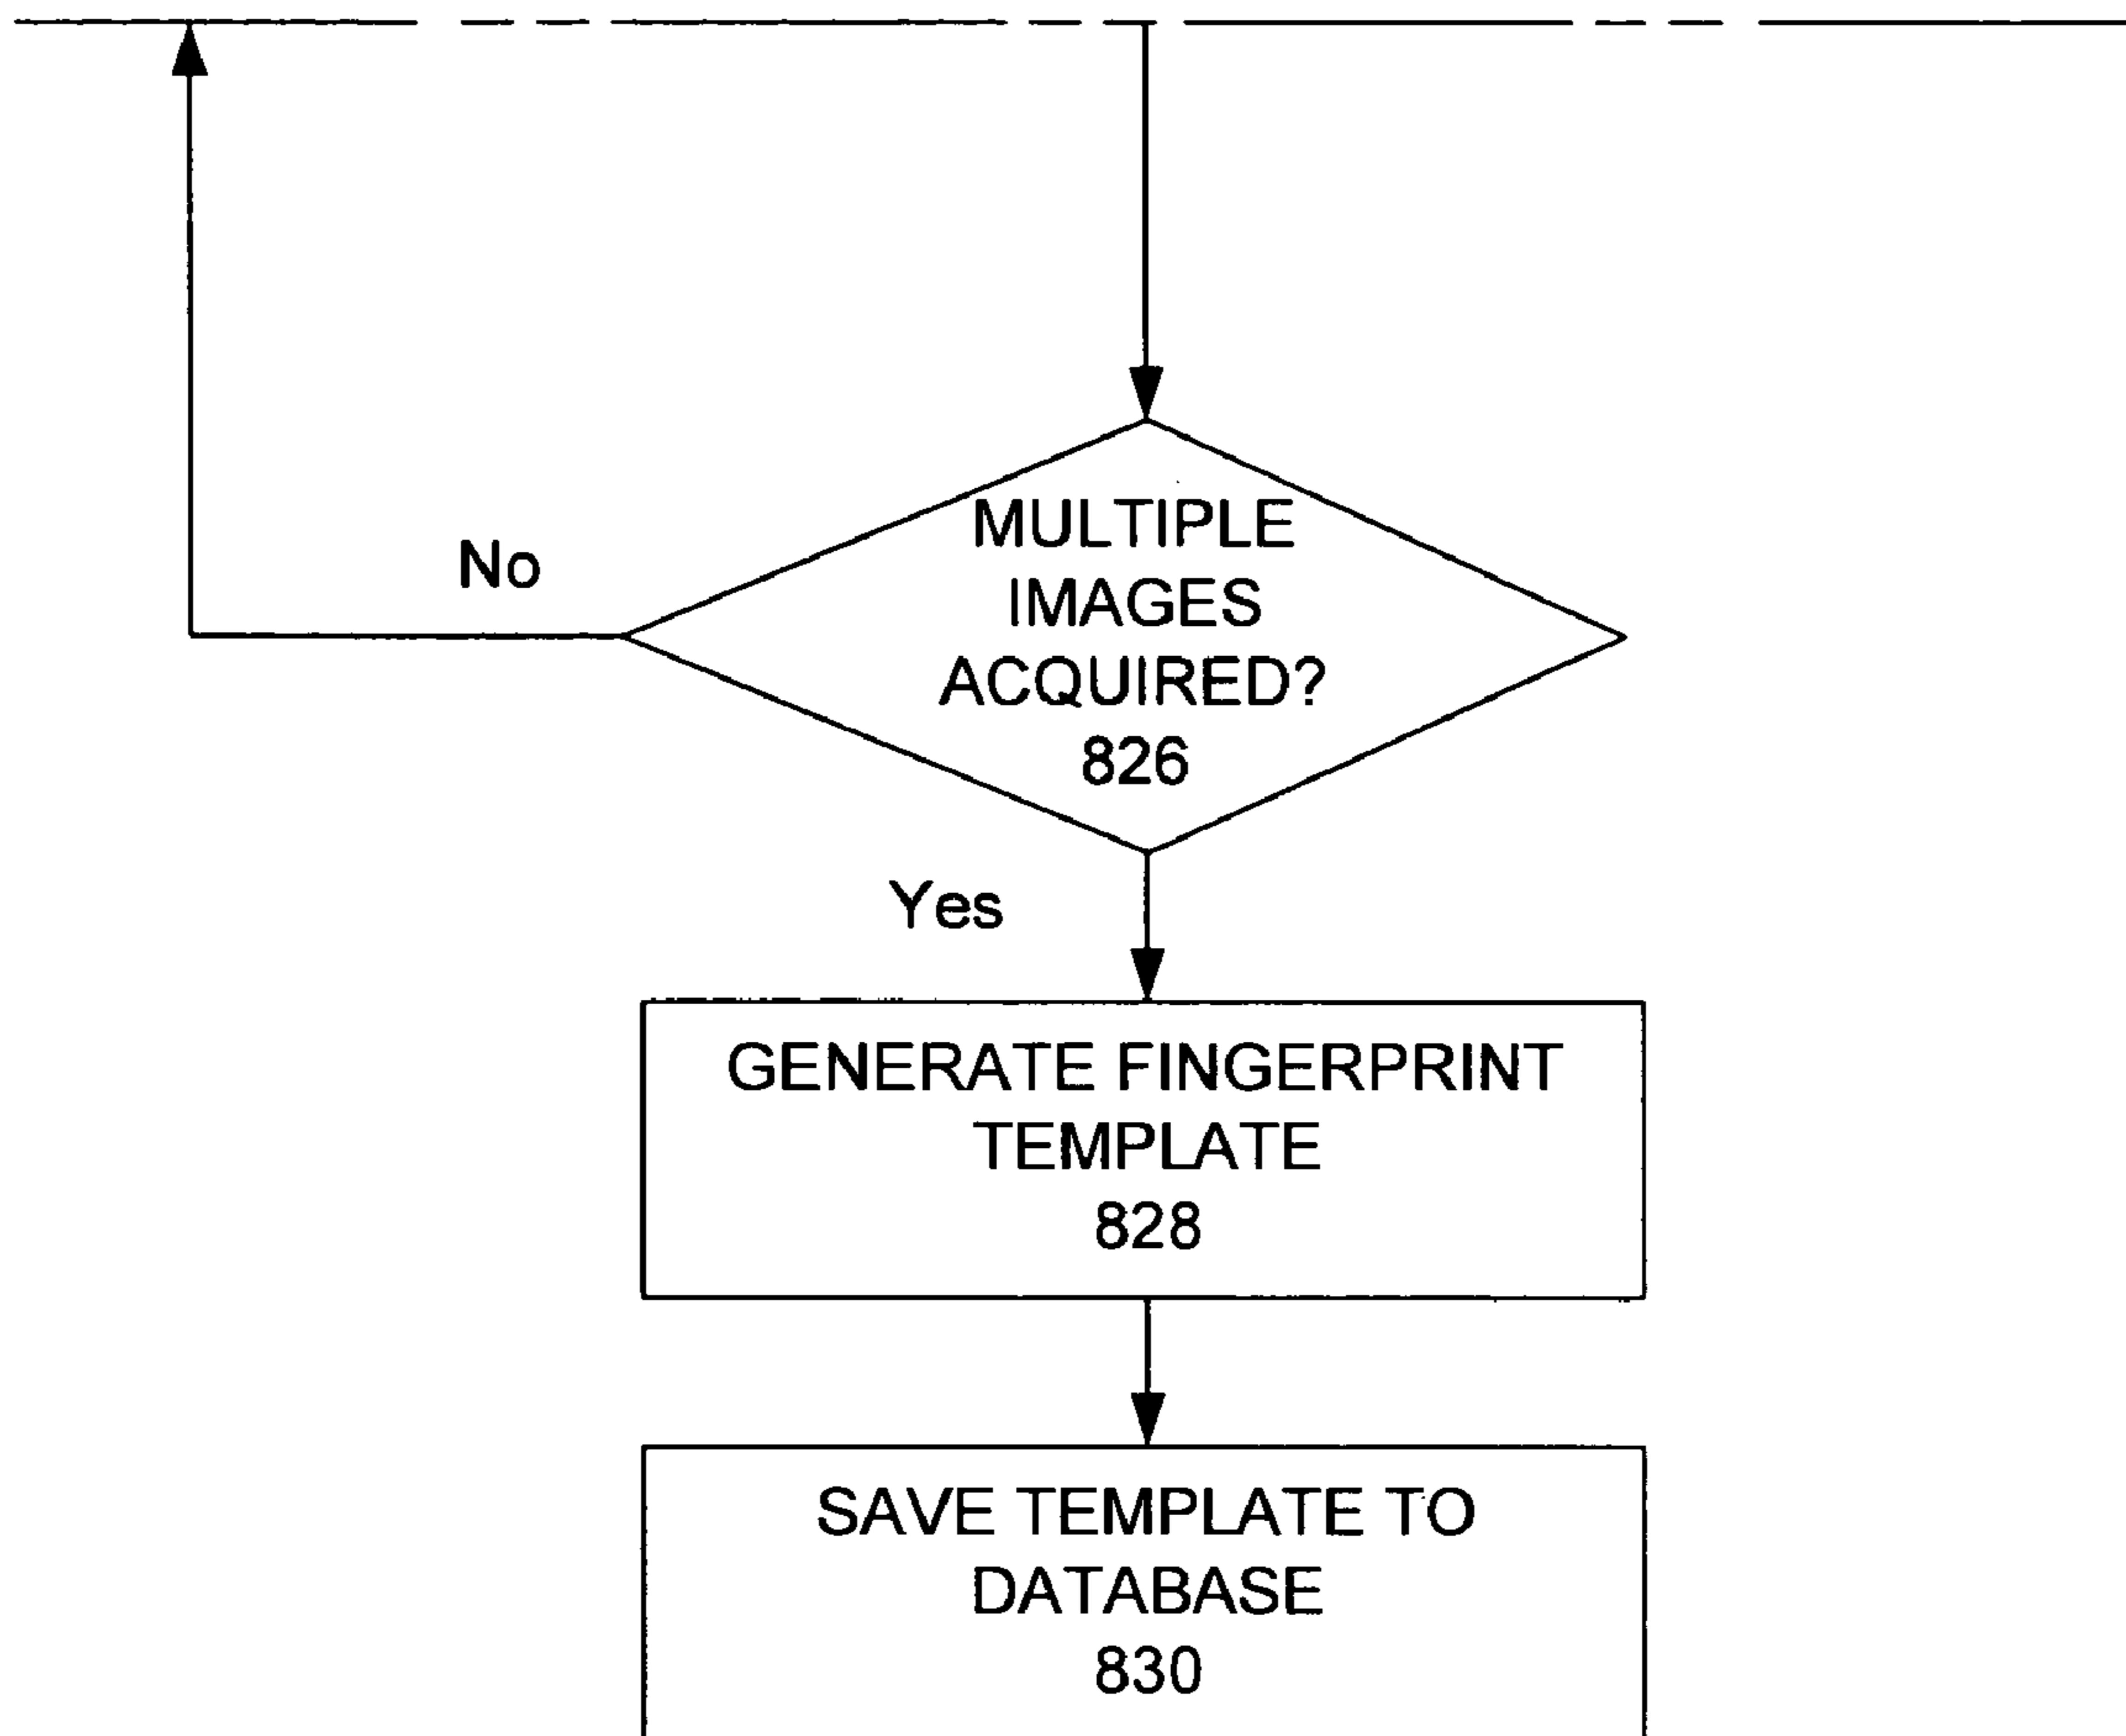 MULTIPLE
IMAGES
ACQUIRED?
826
No
Yes
GENERATE FINGERPRINT
TEMPLATE
828
SAVE TEMPLATE TO
DATABASE
830